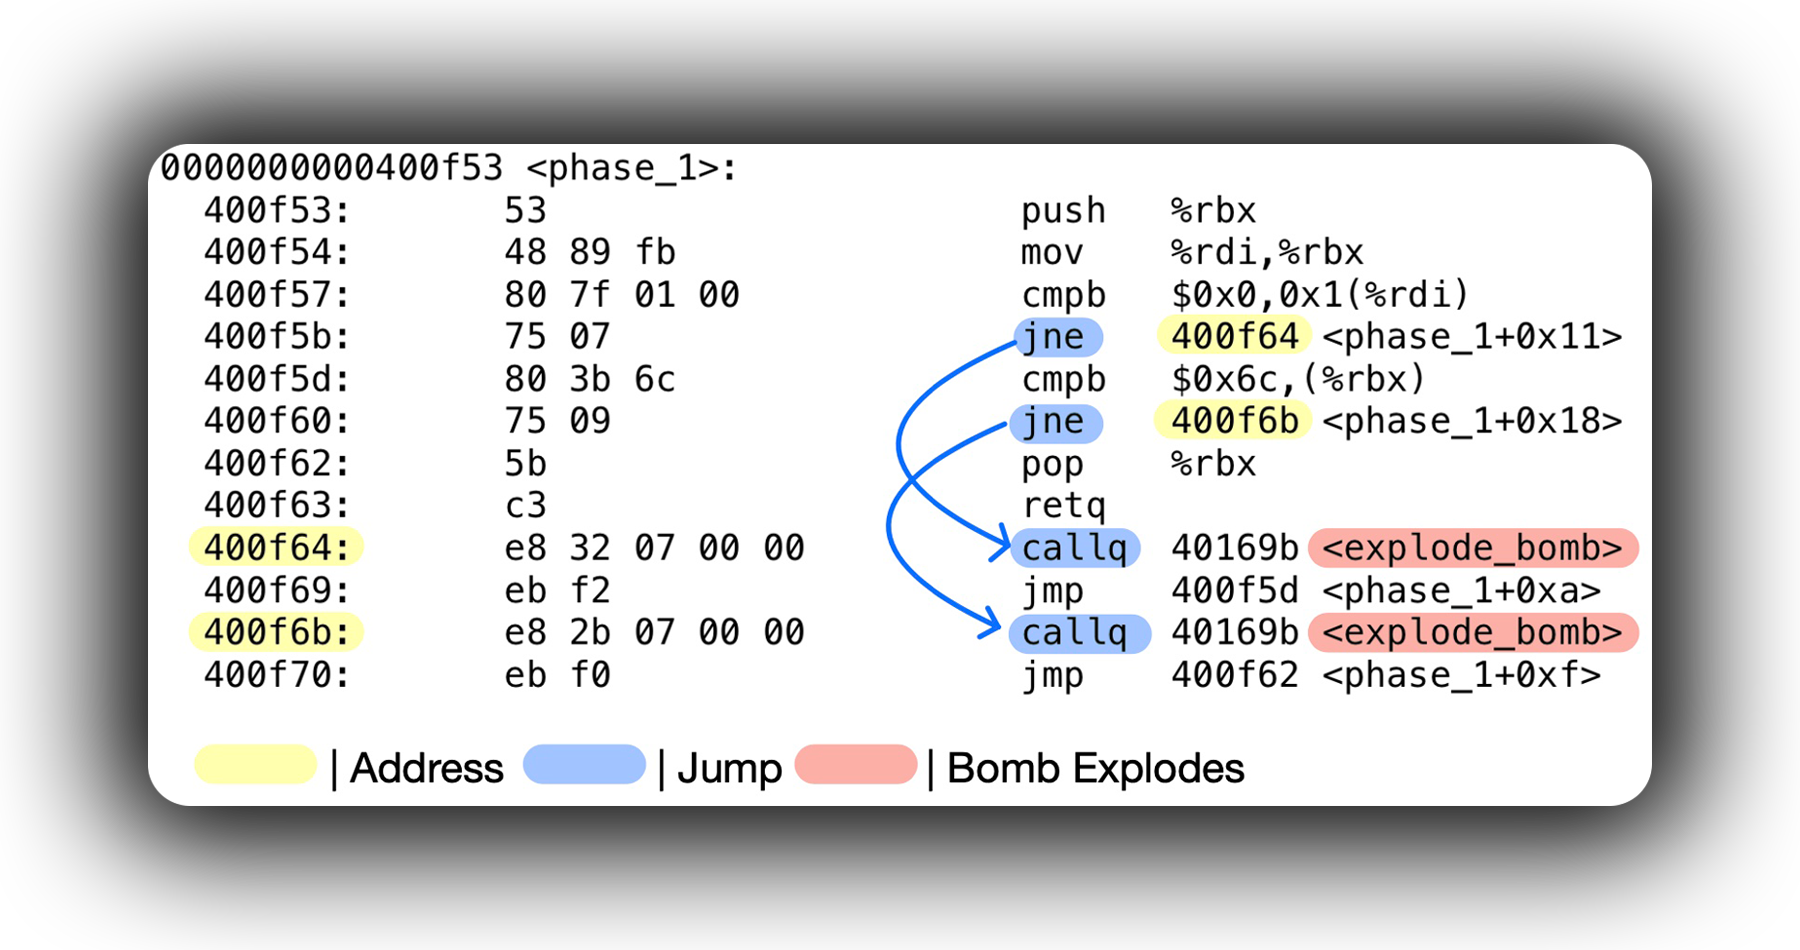 0000000000400f53 <phase_1>:
400f53: 53 push %rbx
400f54: 48 89 fb mov %rdi,%rbx
400f57: 80 7f 01 00 cmpb $0x0,0x1(%rdi)
400f5b: 75 07 jne 400f64 <phase_1+0x11>
400f5d: 80 3b 6c cmpb $0x6c,(%rbx)
400f60: 75 09 jne 400f6b <phase_1+0x18>
400f62: 5b pop %rbx
400f63: c3 retq
400f64: e8 32 07 00 00 callq 40169b <explode_bomb>
400f69: eb f2 jmp 400f5d <phase_1+0xa>
400f6b: e8 2b 07 00 00 callq 40169b <explode_bomb>
400f70: eb f0 jmp 400f62 <phase_1+0xf>
| Address | Jump | Bomb Explodes